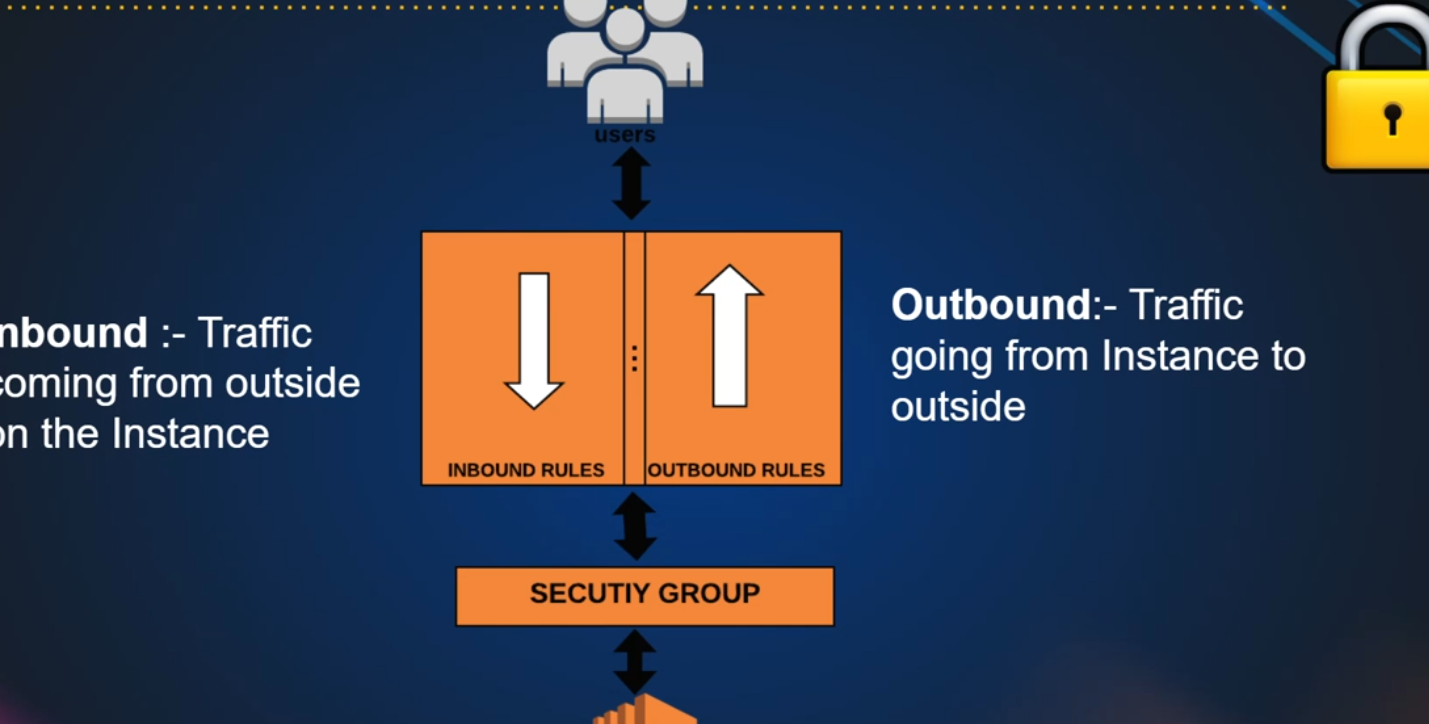 users
nbound :- Traffic
coming from outside
on the Instance
INBOUND RULES
OUTBOUND RULES
Outbound:- Traffic
going from Instance to
outside
SECUTIY GROUP